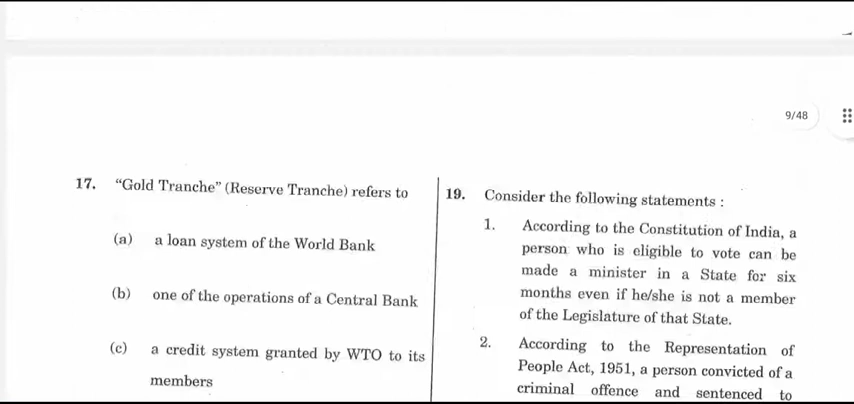 9/48
17. "Gold Tranche" (Reserve Tranche) refers to
(a) a loan system of the World Bank
(b) one of the operations of a Central Bank
(c) a credit system granted by WTO to its
members
19. Consider the following statements :
1. According to the Constitution of India, a
person who is eligible to vote can be
made a minister in a State for six
months even if he/she is not a member
of the Legislature of that State.
2. According to the Representation of
People Act, 1951, a person convicted of a
criminal offence and sentenced to